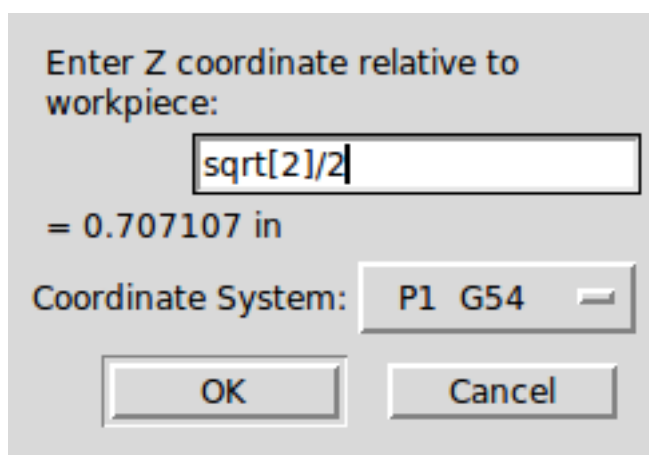 Enter Z coordinate relative to
workpiece:
sqrt[2]/2
= 0.707107 in
Coordinate System: P1 G54
OK Cancel